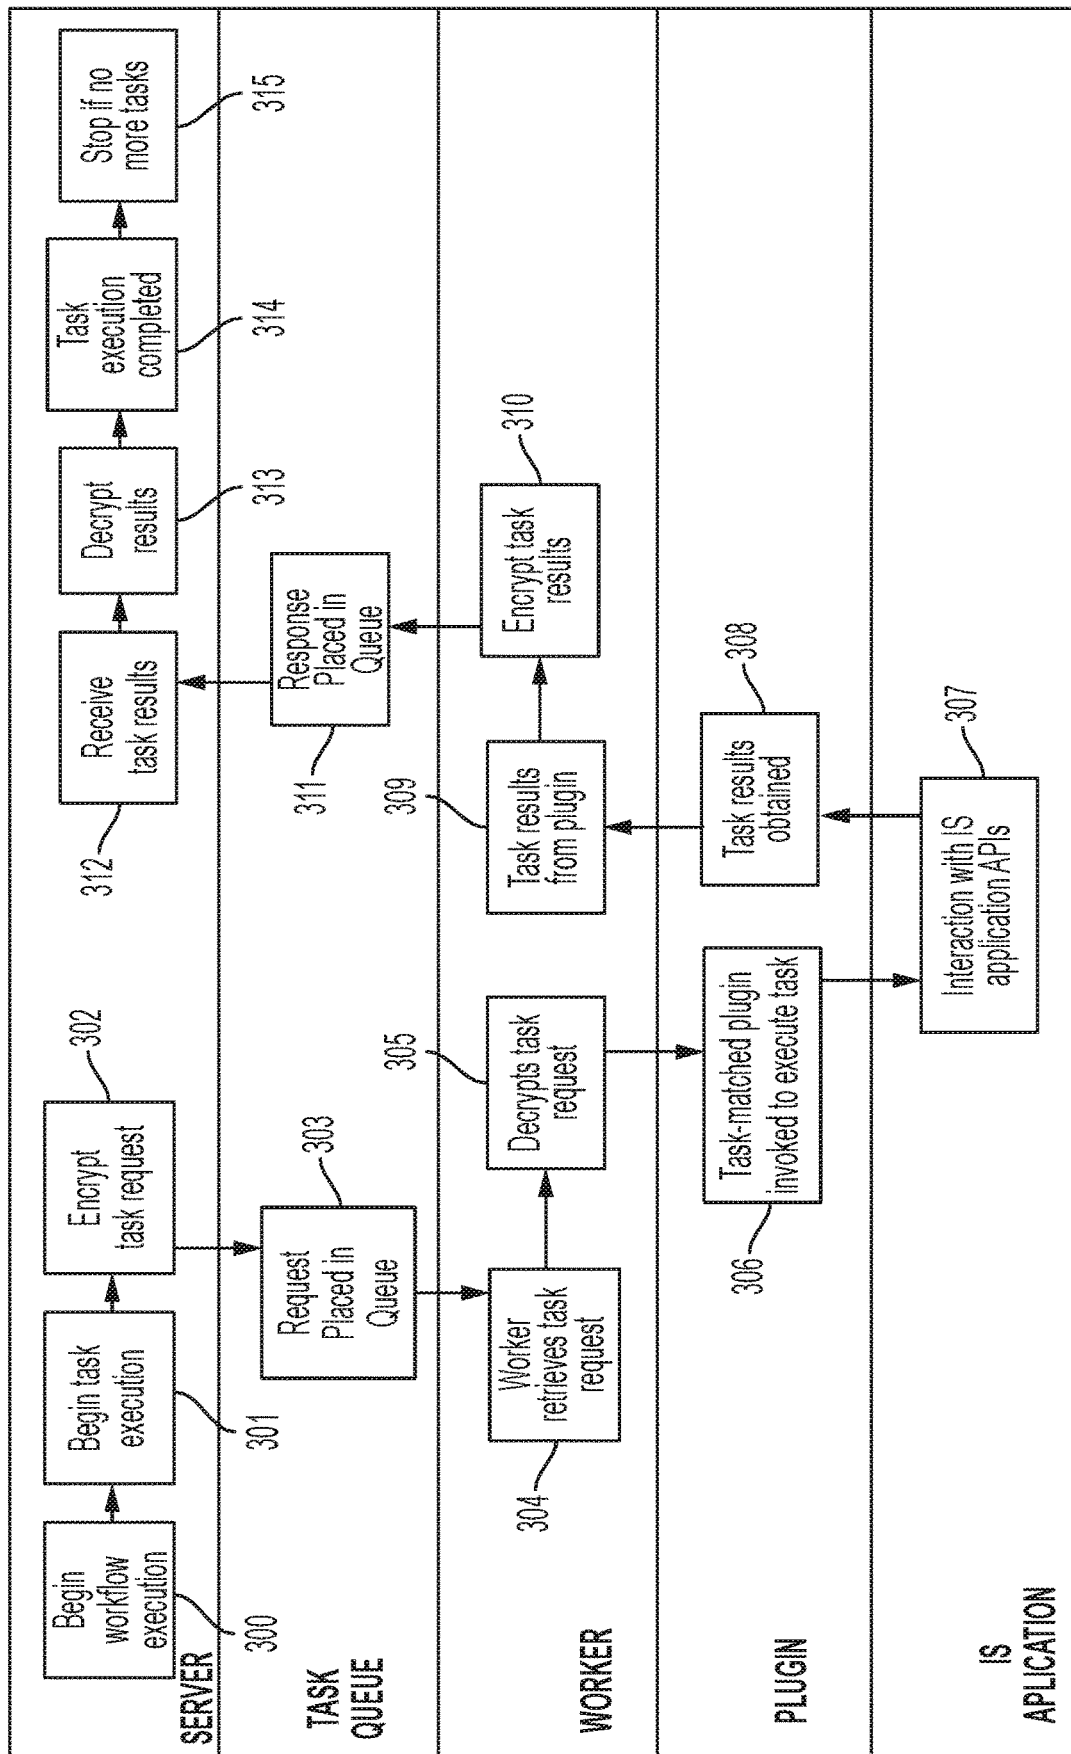 SERVER
Begin
workflow
execution
300
Begin task
execution
301
Encrypt
task request
302
Receive
task results
312
Decrypt
results
313
Task
execution
completed
314
Stop if no
more tasks
315
TASK
QUEUE
Request
Placed in
Queue
303
Response
Placed in
Queue
311
WORKER
Worker
retrieves task
request
304
Decrypts task
request
305
Task results
from plugin
309
Encrypt task
results
310
PLUGIN
Task-matched plugin
invoked to execute task
306
Task results
obtained
308
IS
APLICATION
Interaction with IS
application APIs
307